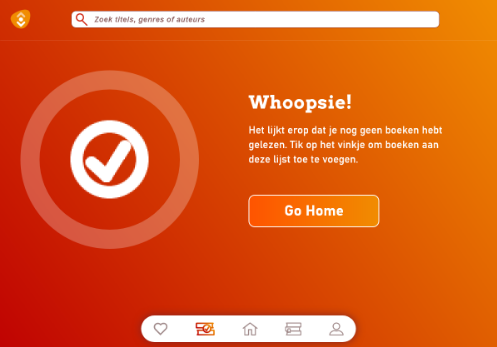 Zoek titels, genres of auteurs
Whoopsie!
Het lijkt erop dat je nog geen boeken hebt
gelezen. Tik op het vinkje om boeken aan
deze lijst toe te voegen.
Go Home